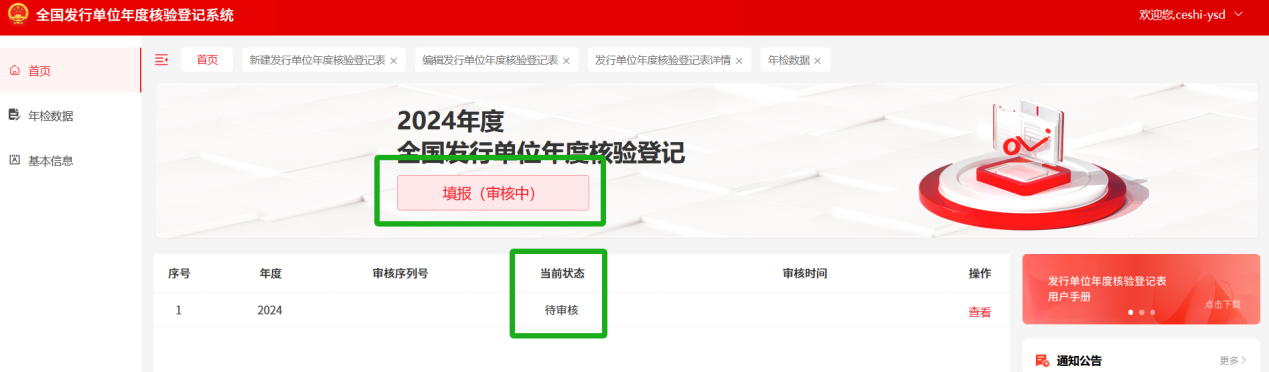 全国发行单位年度核验登记系统
欢迎您,ceshi-ysd
首页
年检数据
基本信息
首页
新建发行单位年度核验登记表 ×
编辑发行单位年度核验登记表 ×
发行单位年度核验登记表详情 ×
年检数据 ×
2024年度
全国发行单位年度核验登记
填报（审核中）
序号 年度 审核序列号 当前状态 审核时间 操作
1 2024 待审核 查看
发行单位年度核验登记表
用户手册
点击下载
通知公告
更多